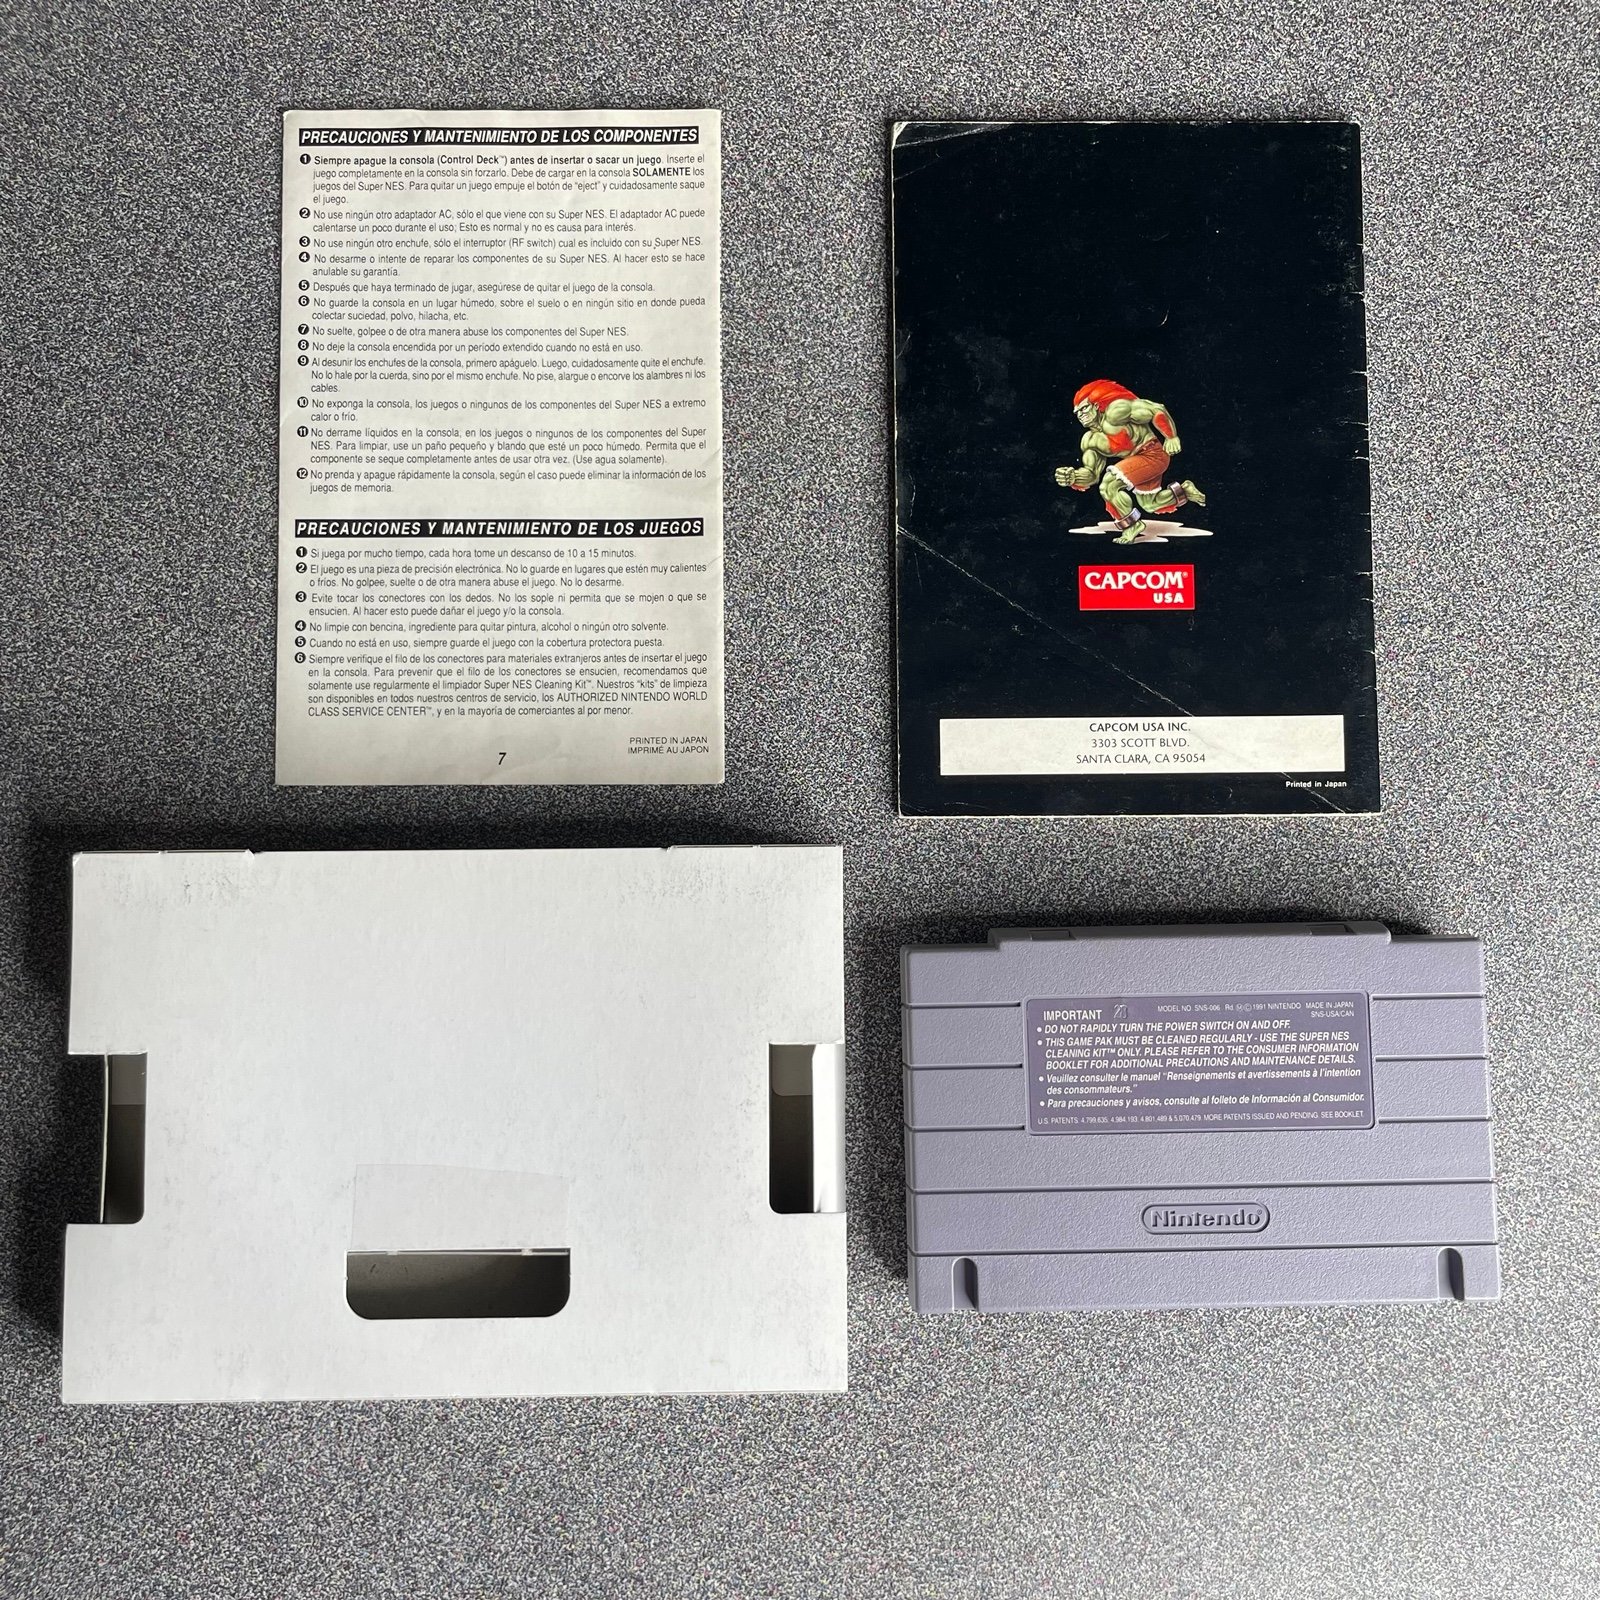 PRECAUCIONES Y MANTENIMIENTO DE LOS COMPONENTES
❶ Siempre apague la consola (Control Deck™) antes de insertar o sacar un juego. Inserte el
juego completamente en la consola sin forzarlo. Debe de cargar en la consola SOLAMENTE los
juegos del Super NES. Para quitar un juego empuje el botón de "eject" y cuidadosamente saque
el juego.
❷ No use ningún otro adaptador AC, sólo el que viene con su Super NES. El adaptador AC puede
calentarse un poco durante el uso; Esto es normal y no es causa para interés.
❸ No use ningún otro enchufe, sólo el interruptor (RF switch) cual es incluido con su Super NES.
❹ No desarme o intente de reparar los componentes de su Super NES. Al hacer esto se hace
anulable su garantía.
❺ Después que haya terminado de jugar, asegúrese de quitar el juego de la consola.
❻ No guarde la consola en un lugar húmedo, sobre el suelo o en ningún sitio en donde pueda
colectar suciedad, polvo, hilacha, etc.
❼ No suelte, golpee o de otra manera abuse los componentes del Super NES.
❽ No deje la consola encendida por un período extendido cuando no está en uso.
❾ Al desunir los enchufes de la consola, primero apáguelo. Luego, cuidadosamente quite el enchufe.
No lo hale por la cuerda, sino por el mismo enchufe. No pise, alargue o encorve los alambres ni los
cables.
❿ No exponga la consola, los juegos o ningunos de los componentes del Super NES a extremo
calor o frío.
⓫ No derrame líquidos en la consola, en los juegos o ningunos de los componentes del Super
NES. Para limpiar, use un paño pequeño y blando que esté un poco húmedo. Permita que el
componente se seque completamente antes de usar otra vez. (Use agua solamente).
⓬ No prenda y apague rápidamente la consola, según el caso puede eliminar la información de los
juegos de memoria.
PRECAUCIONES Y MANTENIMIENTO DE LOS JUEGOS
❶ Si juega por mucho tiempo, cada hora tome un descanso de 10 a 15 minutos.
❷ El juego es una pieza de precisión electrónica. No lo guarde en lugares que estén muy calientes
o fríos. No golpee, suelte o de otra manera abuse el juego. No lo desarme.
❸ Evite tocar los conectores con los dedos. No los sople ni permita que se mojen o que se
ensucien. Al hacer esto puede dañar el juego y/o la consola.
❹ No limpie con bencina, ingrediente para quitar pintura, alcohol o ningún otro solvente.
❺ Cuando no está en uso, siempre guarde el juego con la cobertura protectora puesta.
❻ Siempre verifique el filo de los conectores para materiales extranjeros antes de insertar el juego
en la consola. Para prevenir que el filo de los conectores se ensucien, recomendamos que
solamente use regularmente el limpiador Super NES Cleaning Kit™. Nuestros "kits" de limpieza
son disponibles en todos nuestros centros de servicio, los AUTHORIZED NINTENDO WORLD
CLASS SERVICE CENTER™, y en la mayoría de comerciantes al por menor.
PRINTED IN JAPAN
IMPRIMÉ AU JAPON
7
CAPCOM®
USA
CAPCOM USA INC.
3303 SCOTT BLVD.
SANTA CLARA, CA 95054
Printed in Japan
IMPORTANT MODEL NO. SNS-006 Rd Ⓜ © 1991 NINTENDO MADE IN JAPAN
SNS-USA/CAN
• DO NOT RAPIDLY TURN THE POWER SWITCH ON AND OFF.
• THIS GAME PAK MUST BE CLEANED REGULARLY - USE THE SUPER NES
CLEANING KIT™ ONLY. PLEASE REFER TO THE CONSUMER INFORMATION
BOOKLET FOR ADDITIONAL PRECAUTIONS AND MAINTENANCE DETAILS.
• Veuillez consulter le manuel "Renseignements et avertissements à l'intention
des consommateurs."
• Para precauciones y avisos, consulte al folleto de Información al Consumidor.
U.S. PATENTS: 4,799,635; 4,984,193; 4,801,489 & 5,070,479. MORE PATENTS ISSUED AND PENDING. SEE BOOKLET.
Nintendo®